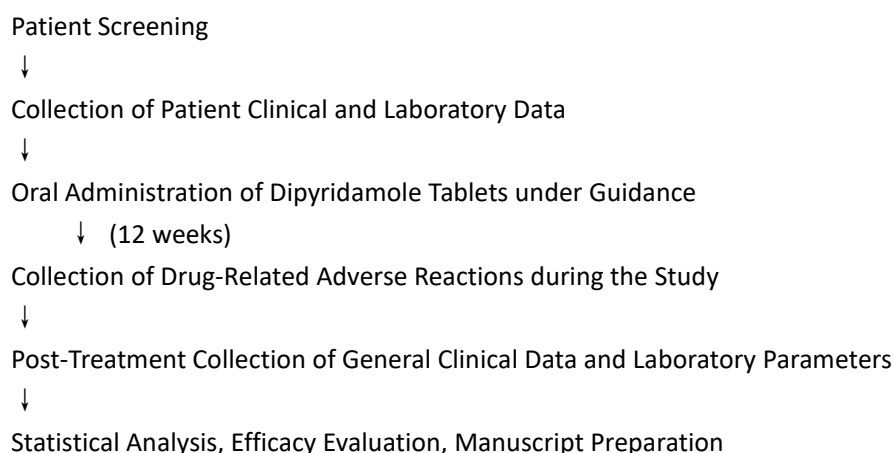 Patient Screening
↓
Collection of Patient Clinical and Laboratory Data
↓
Oral Administration of Dipyridamole Tablets under Guidance
↓ (12 weeks)
Collection of Drug-Related Adverse Reactions during the Study
↓
Post-Treatment Collection of General Clinical Data and Laboratory Parameters
↓
Statistical Analysis, Efficacy Evaluation, Manuscript Preparation